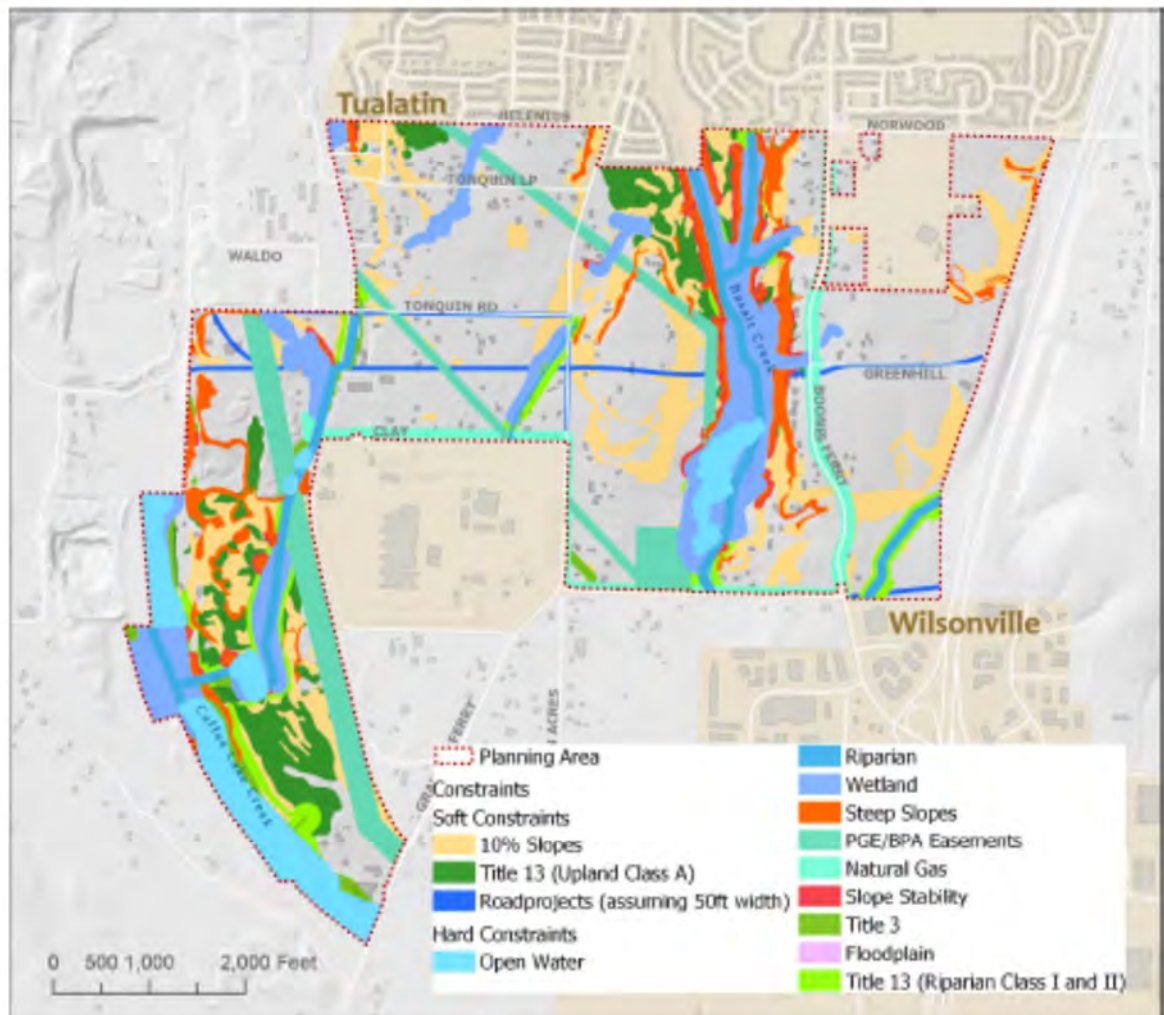 Tualatin
HELENIUS
NORWOOD
TONQUIN LP
WALDO
TONQUIN RD
Basalt Creek
GREENHILL
BOONES FERRY
CLAY
Wilsonville
Coffee Lake Creek
FERRY
ACRES
Planning Area
Constraints
Soft Constraints
10% Slopes
Title 13 (Upland Class A)
Roadprojects (assuming 50ft width)
Hard Constraints
Open Water
Riparian
Wetland
Steep Slopes
PGE/BPA Easements
Natural Gas
Slope Stability
Title 3
Floodplain
Title 13 (Riparian Class I and II)
0 500 1,000 2,000 Feet